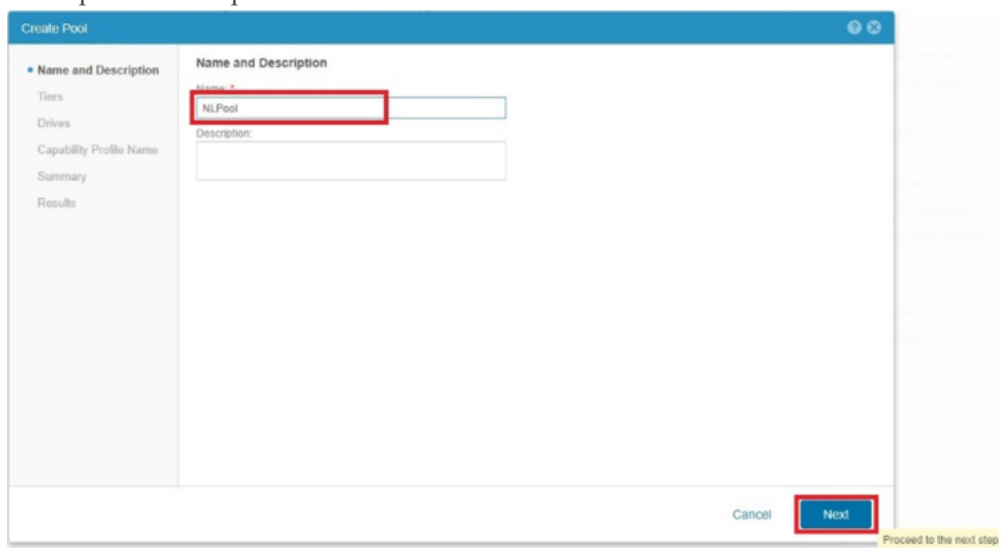 Create Pool
Name and Description
Tiers
Drives
Capability Profile Name
Summary
Results
Name and Description
Name: *
NLPool
Description:
Cancel
Next
Proceed to the next step